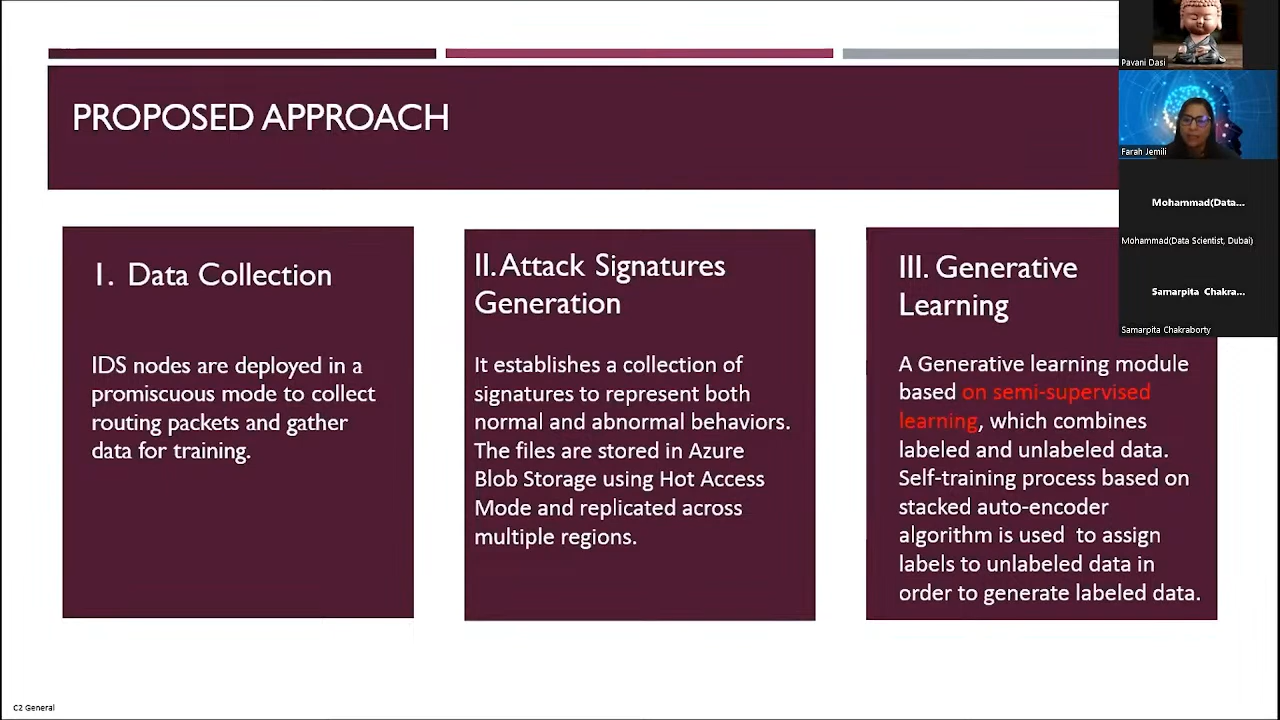 PROPOSED APPROACH
1. Data Collection
IDS nodes are deployed in a
promiscuous mode to collect
routing packets and gather
data for training.
II. Attack Signatures
Generation
It establishes a collection of
signatures to represent both
normal and abnormal behaviors.
The files are stored in Azure
Blob Storage using Hot Access
Mode and replicated across
multiple regions.
III. Generative
Learning
A Generative learning module
based on semi-supervised
learning, which combines
labeled and unlabeled data.
Self-training process based on
stacked auto-encoder
algorithm is used to assign
labels to unlabeled data in
order to generate labeled data.
Pavani Dasi
Farah Jemili
Mohammad(Data...
Mohammad(Data Scientist, Dubai)
Samarpita Chakra...
Samarpita Chakraborty
C2 General